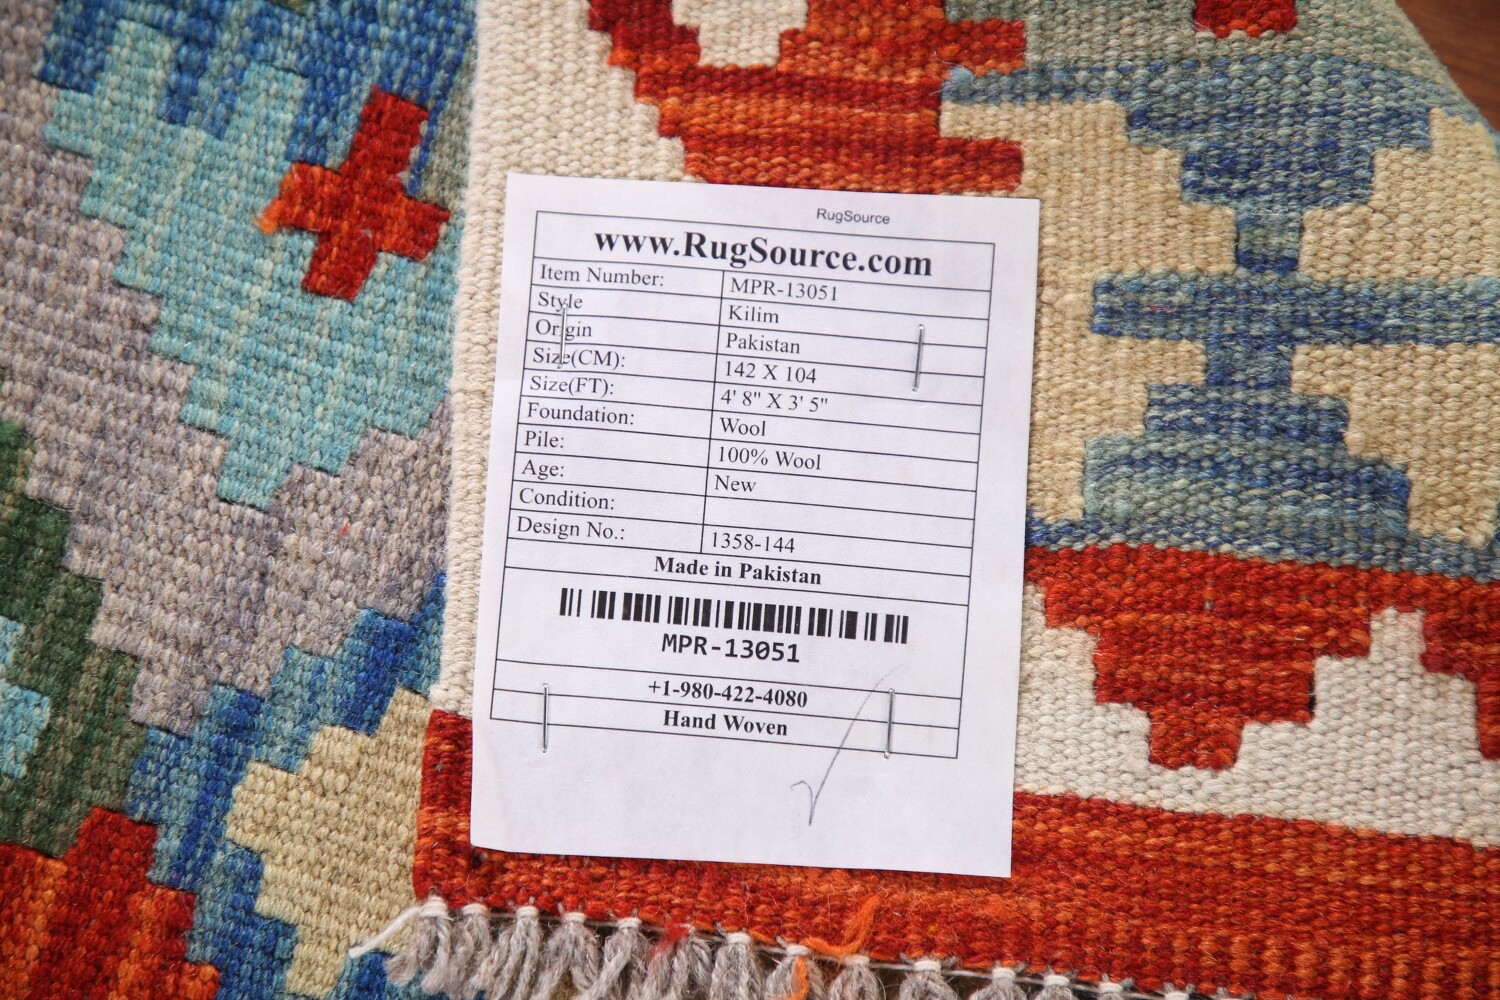 RugSource
www.RugSource.com
Item Number: MPR-13051
Style Kilim
Origin Pakistan
Size(CM): 142 X 104
Size(FT): 4' 8" X 3' 5"
Foundation: Wool
Pile: 100% Wool
Age: New
Condition:
Design No.: 1358-144
Made in Pakistan
MPR-13051
+1-980-422-4080
Hand Woven